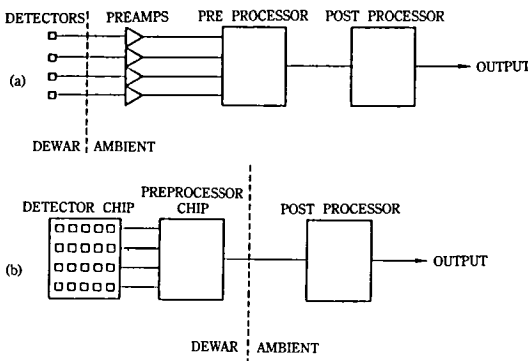 DETECTORS PREAMPS PRE PROCESSOR POST PROCESSOR
(a)
OUTPUT
DEWAR AMBIENT
PREPROCESSOR
DETECTOR CHIP CHIP POST PROCESSOR
(b)
OUTPUT
DEWAR AMBIENT